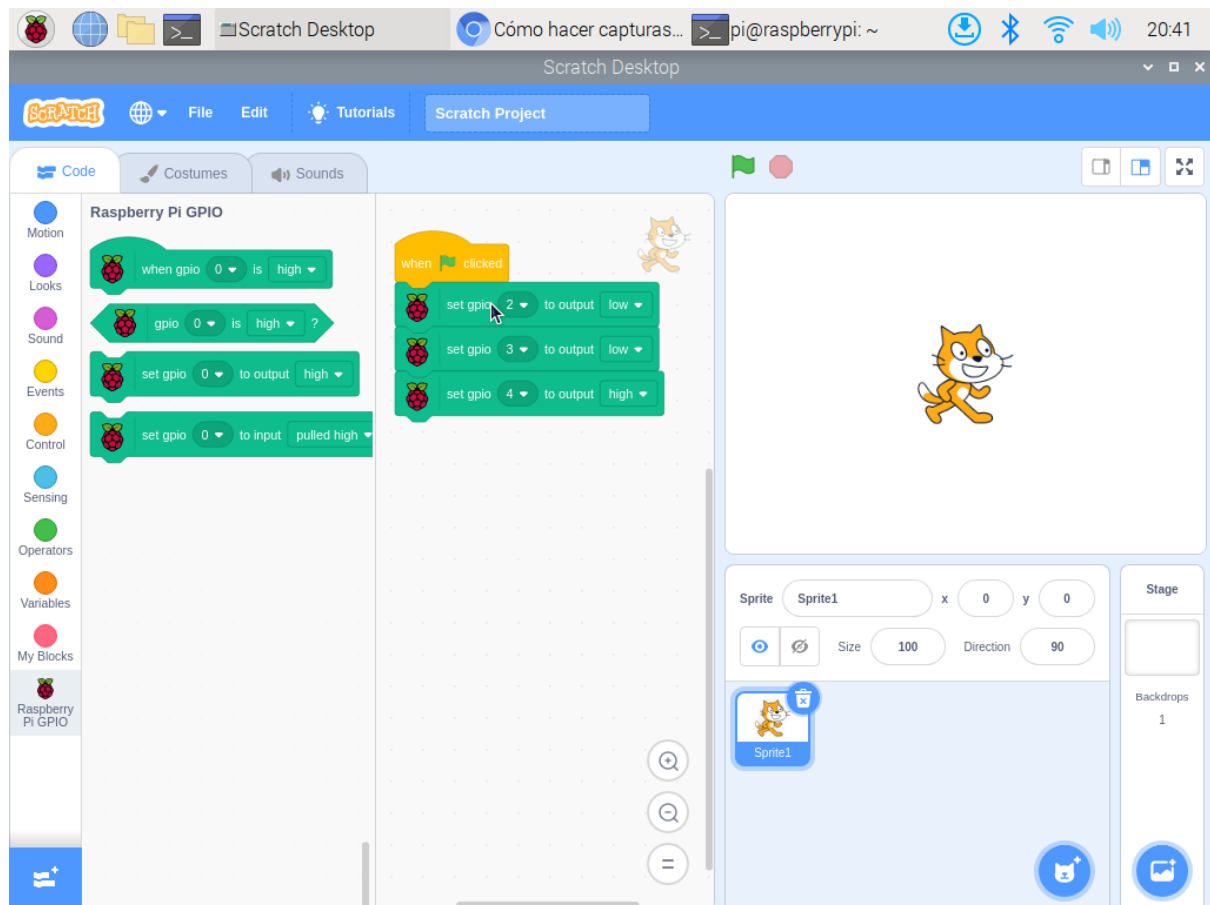 Scratch Desktop
Cómo hacer capturas...
pi@raspberrypi: ~
20:41
Scratch Desktop
SCRATCH
File
Edit
Tutorials
Scratch Project
Code
Costumes
Sounds
Motion
Looks
Sound
Events
Control
Sensing
Operators
Variables
My Blocks
Raspberry
Pi GPIO
Raspberry Pi GPIO
when gpio 0 is high
gpio 0 is high ?
set gpio 0 to output high
set gpio 0 to input pulled high
when clicked
set gpio 2 to output low
set gpio 3 to output low
set gpio 4 to output high
Sprite Sprite1 x 0 y 0
Size 100 Direction 90
Sprite1
Stage
Backdrops
1